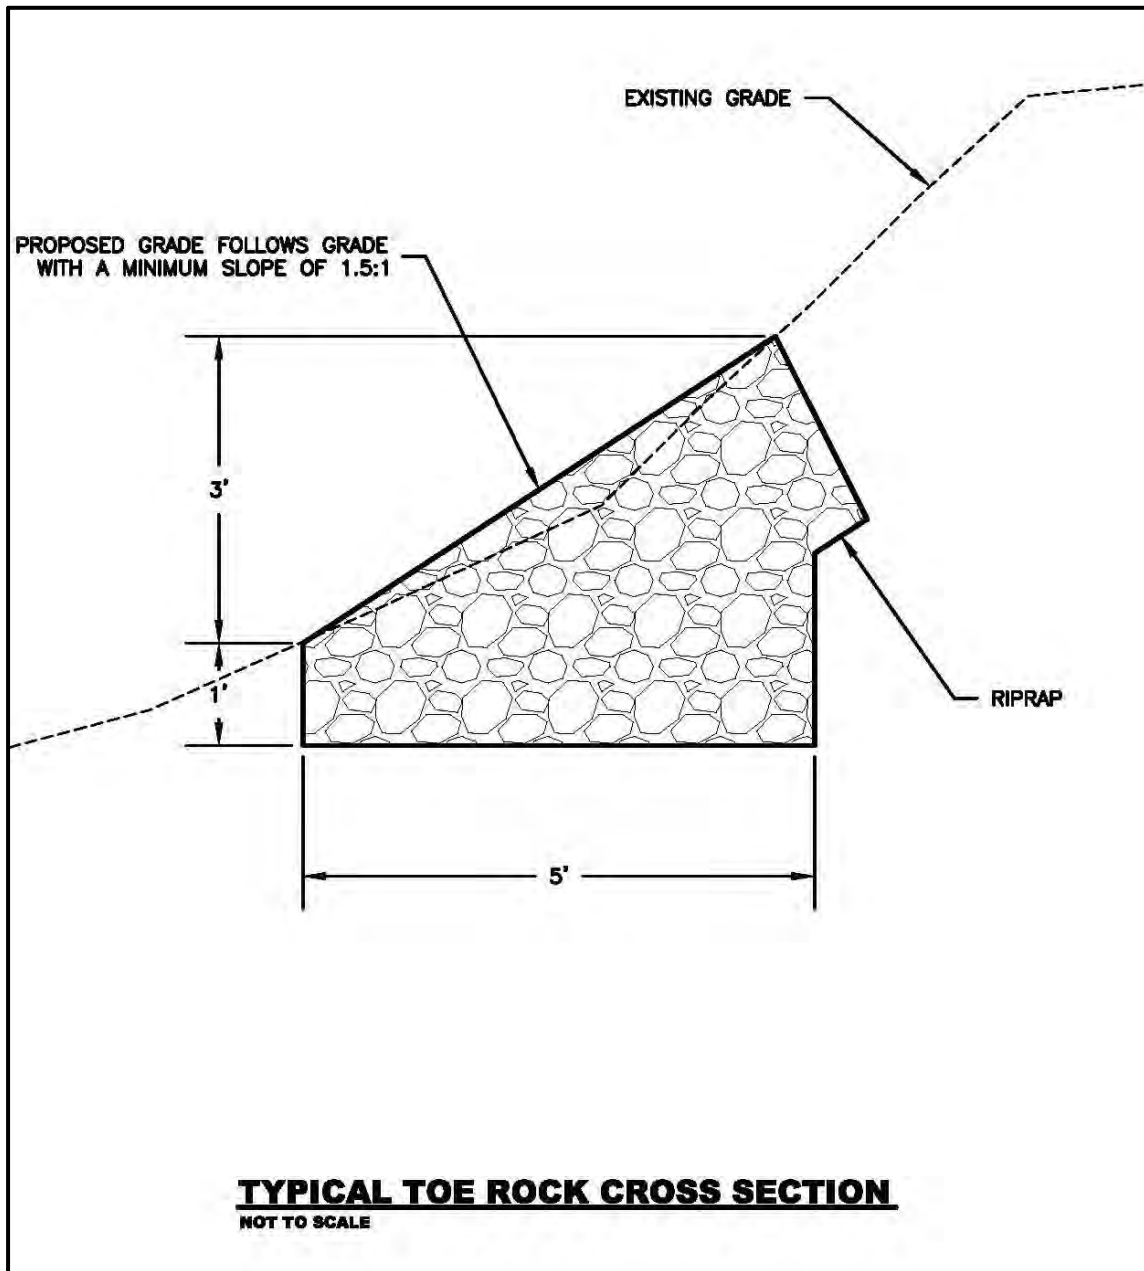 EXISTING GRADE
PROPOSED GRADE FOLLOWS GRADE
WITH A MINIMUM SLOPE OF 1.5:1
3'
1'
RIPRAP
5'
TYPICAL TOE ROCK CROSS SECTION
NOT TO SCALE